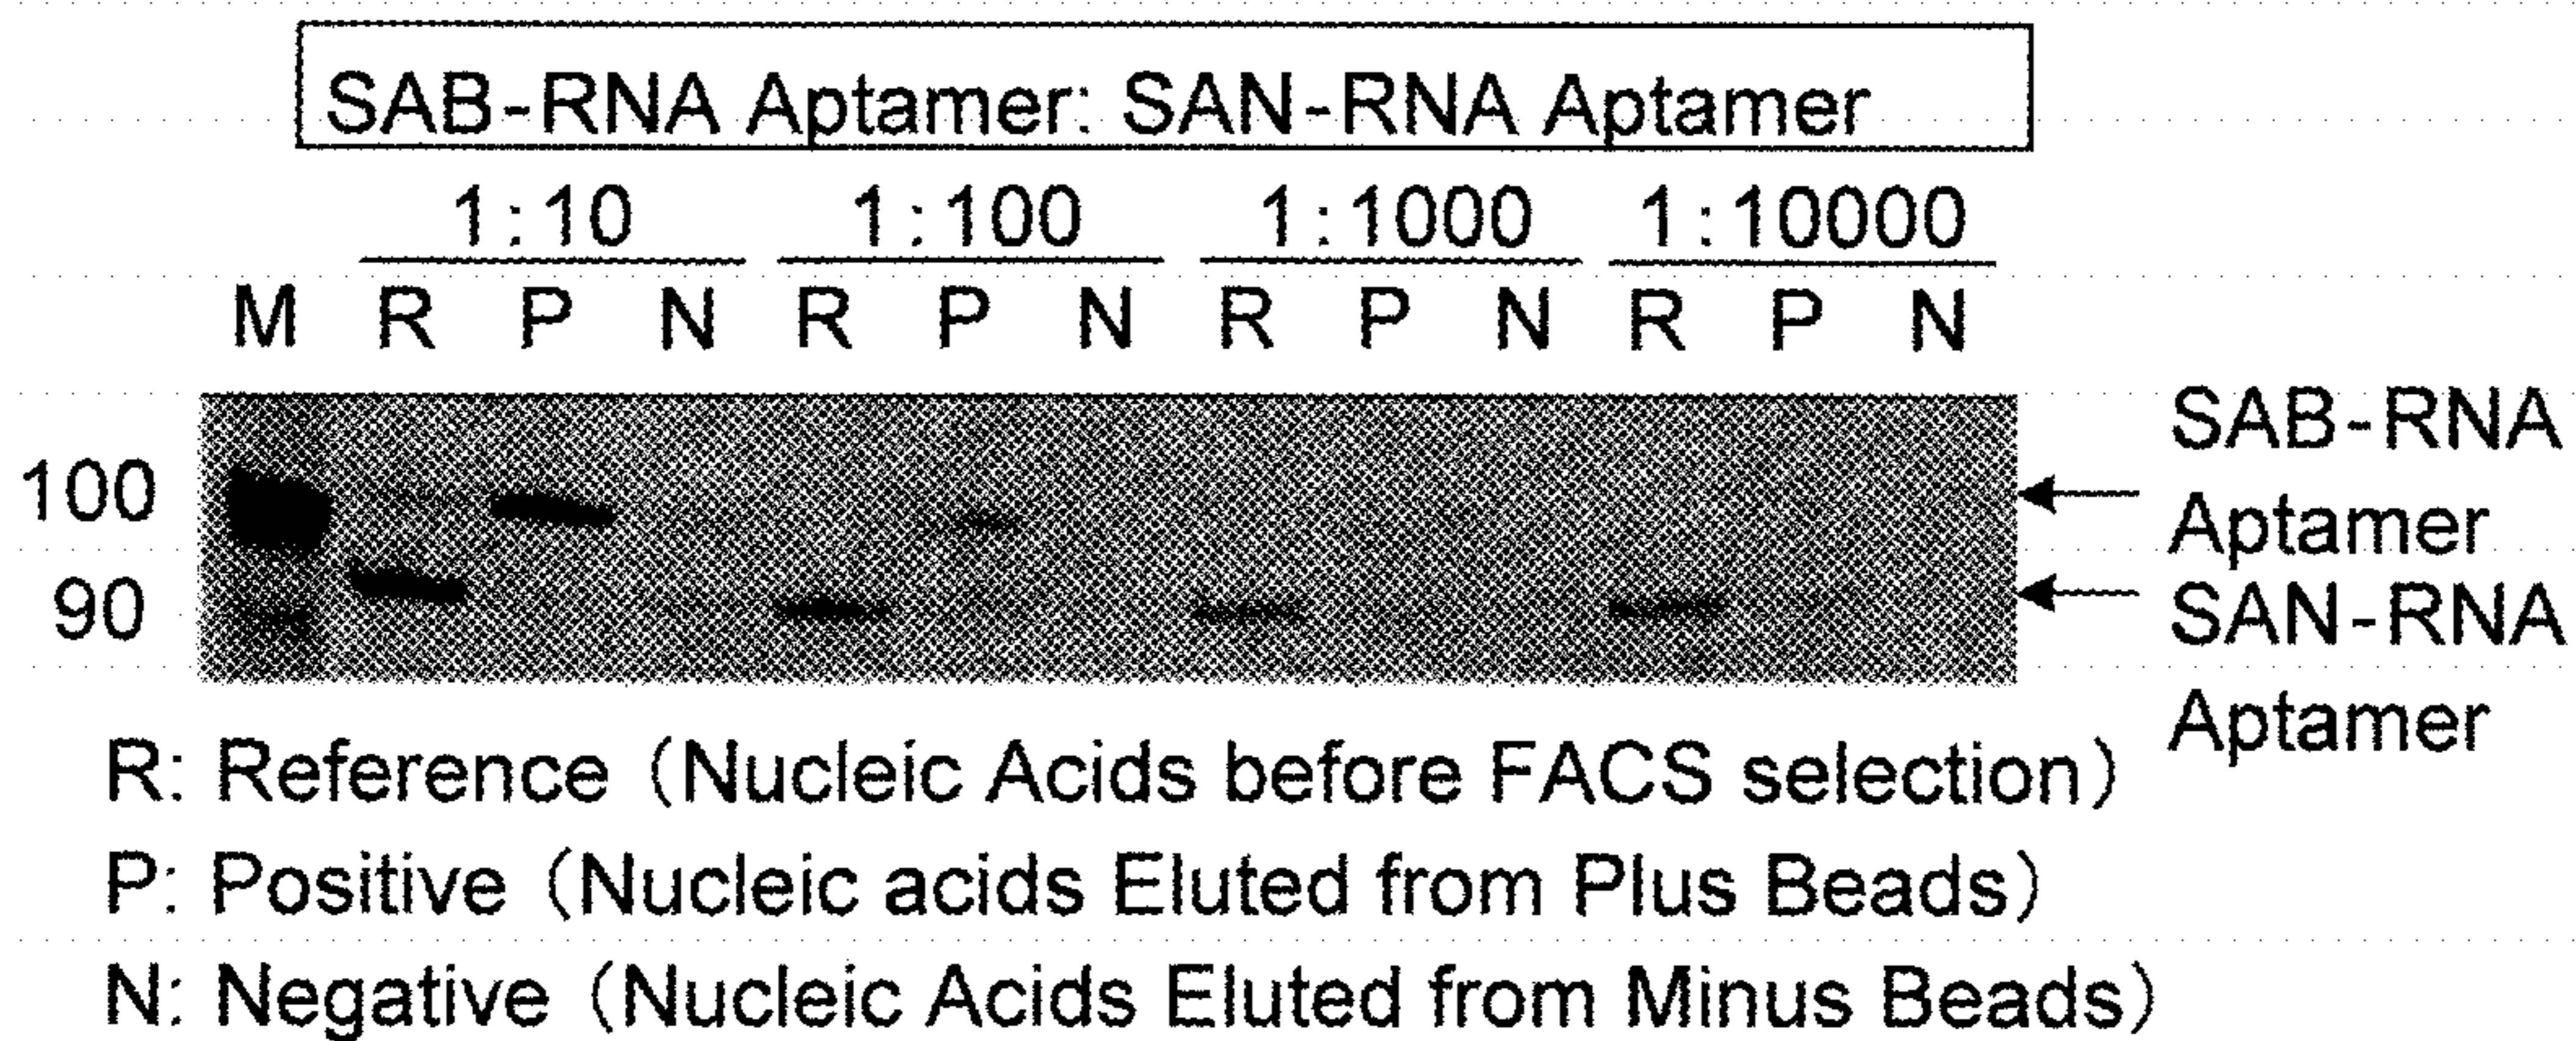 SAB-RNA Aptamer: SAN-RNA Aptamer
1:10 1:100 1:1000 1:10000
M R P N R P N R P N R P N
100
90
SAB-RNA
Aptamer
SAN-RNA
Aptamer
R: Reference (Nucleic Acids before FACS selection)
P: Positive (Nucleic acids Eluted from Plus Beads)
N: Negative (Nucleic Acids Eluted from Minus Beads)